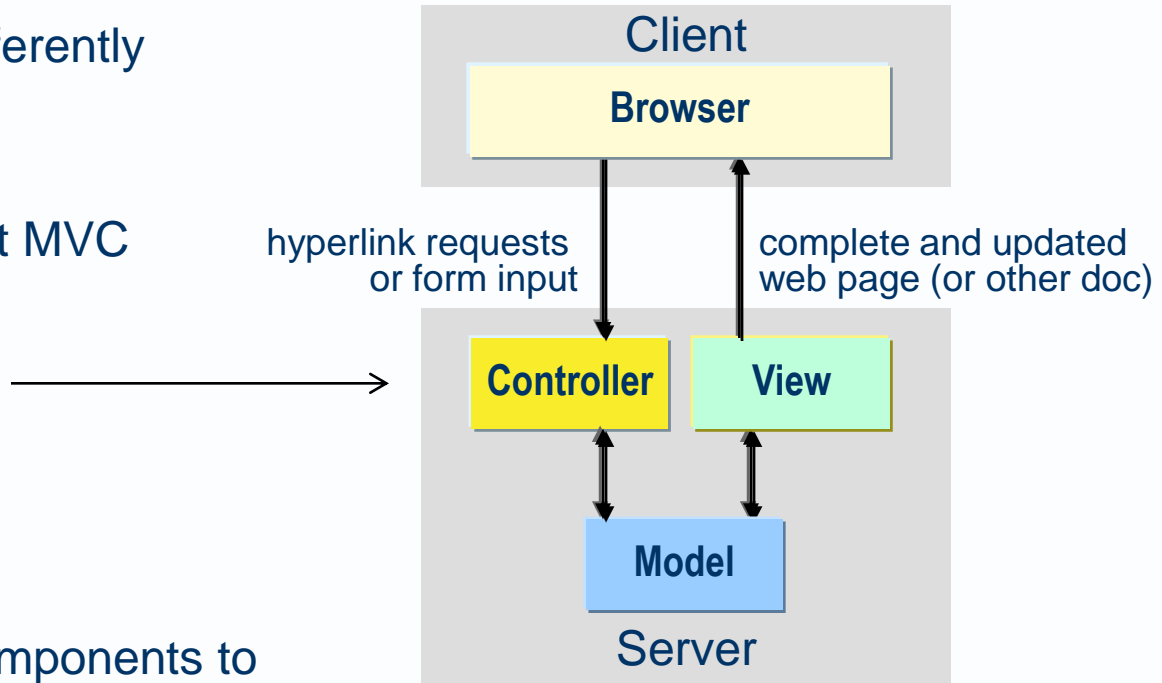 ferently
Client
Browser
t MVC
hyperlink requests
or form input
complete and updated
web page (or other doc)
Controller
View
Model
Server
mponents to